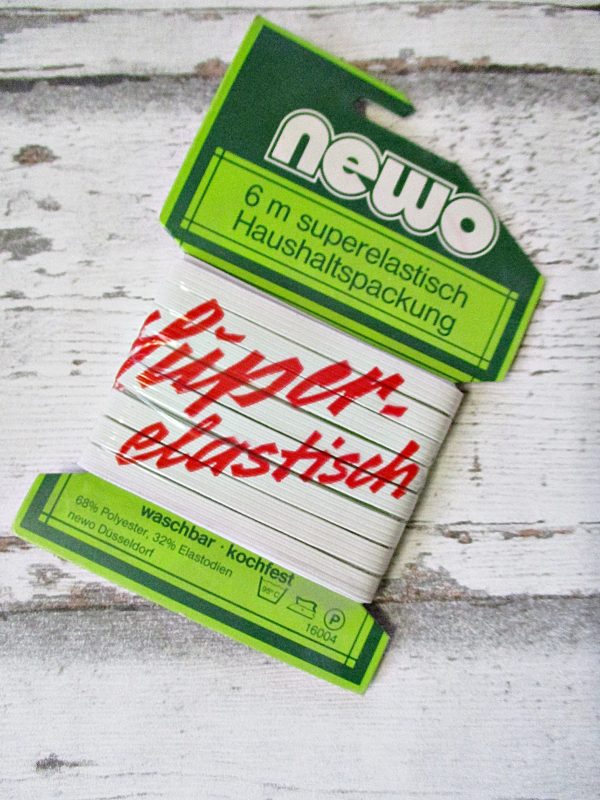 newo
6 m superelastisch
Haushaltspackung
Super-
elastisch
waschbar · kochfest
68% Polyester, 32% Elastodien
newo Düsseldorf
95°C
P
16004